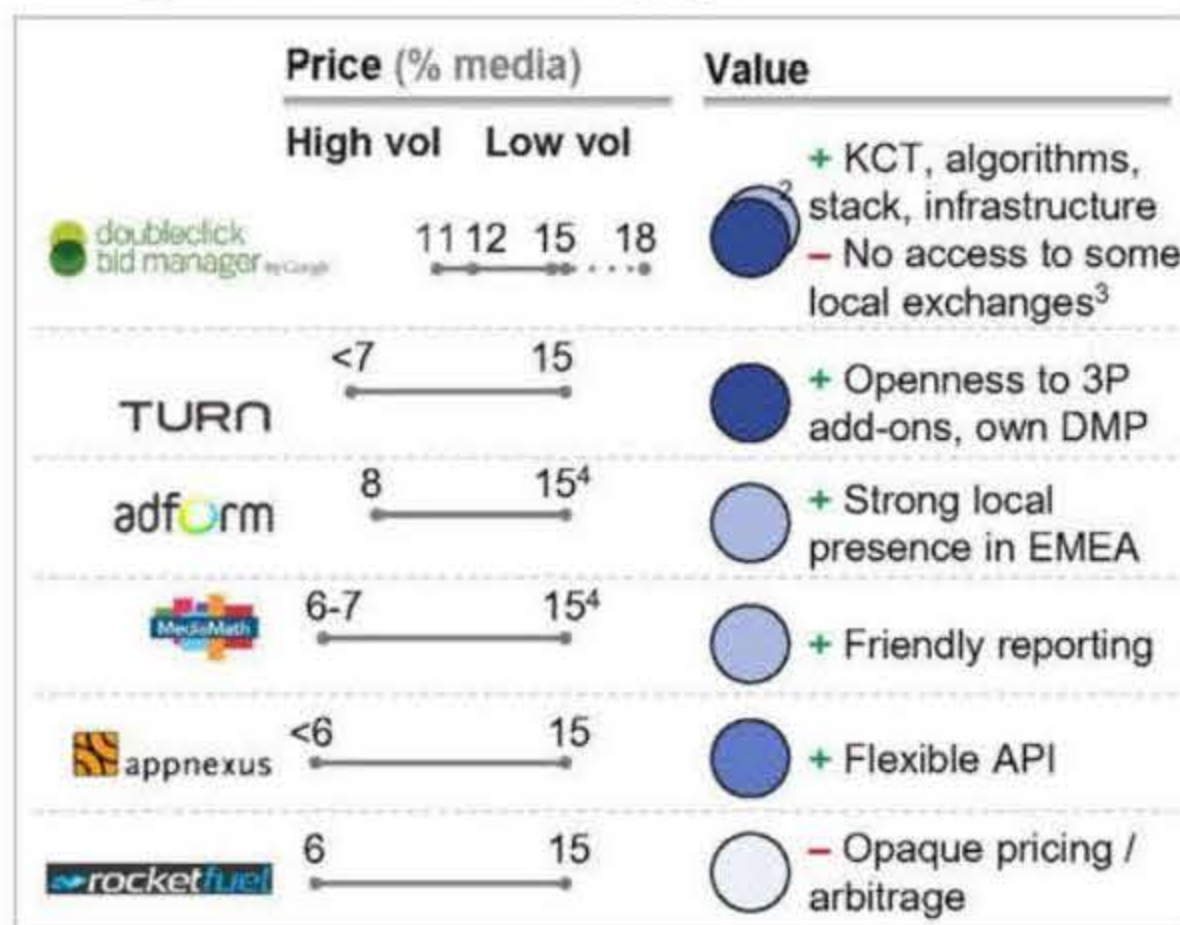 Price (% media) Value
High vol Low vol
+ KCT, algorithms,
2
stack, infrastructure
doubleclick
bid manager by Google
11 12 15 18
– No access to some
local exchanges³
<7 15
TURN
+ Openness to 3P
add-ons, own DMP
8 15⁴
adform
+ Strong local
presence in EMEA
6-7 15⁴
MediaMath
+ Friendly reporting
<6 15
appnexus
+ Flexible API
6 15
rocketfuel
– Opaque pricing /
arbitrage